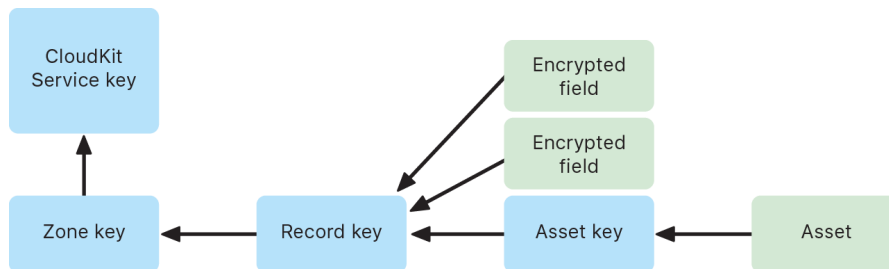 CloudKit
Service key
Encrypted
field
Encrypted
field
Zone key
Record key
Asset key
Asset